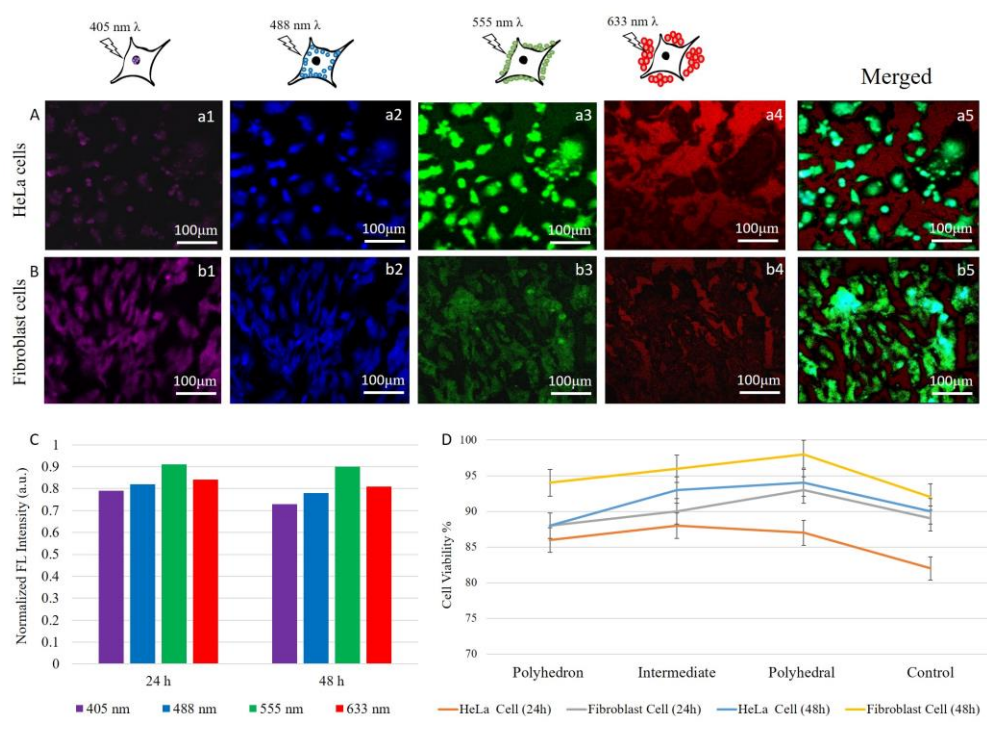 405 nm λ
488 nm λ
555 nm λ
633 nm λ
Merged
A
HeLa cells
a1
100μm
a2
100μm
a3
100μm
a4
100μm
a5
100μm
B
Fibroblast cells
b1
100μm
b2
100μm
b3
100μm
b4
100μm
b5
100μm
C
Normalized FL Intensity (a.u.)
1
0.9
0.8
0.7
0.6
0.5
0.4
0.3
0.2
0.1
0
24 h
48 h
405 nm
488 nm
555 nm
633 nm
D
Cell Viability %
100
95
90
85
80
75
70
Polyhedron
Intermediate
Polyhedral
Control
HeLa Cell (24h)
Fibroblast Cell (24h)
HeLa Cell (48h)
Fibroblast Cell (48h)